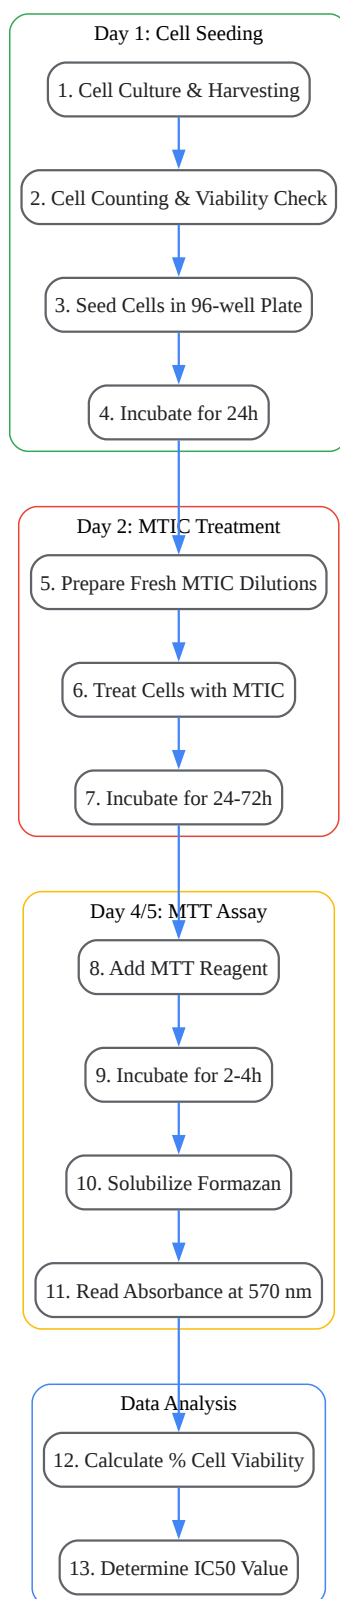 Day 1: Cell Seeding
1. Cell Culture & Harvesting
2. Cell Counting & Viability Check
3. Seed Cells in 96-well Plate
4. Incubate for 24h
Day 2: MTIC Treatment
5. Prepare Fresh MTIC Dilutions
6. Treat Cells with MTIC
7. Incubate for 24-72h
Day 4/5: MTT Assay
8. Add MTT Reagent
9. Incubate for 2-4h
10. Solubilize Formazan
11. Read Absorbance at 570 nm
Data Analysis
12. Calculate % Cell Viability
13. Determine IC50 Value